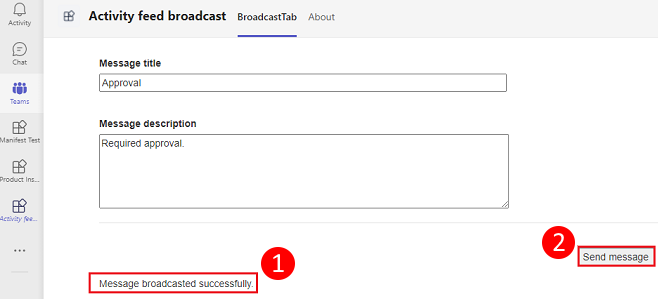 Activity feed broadcast BroadcastTab About
Activity
Chat
Teams
Manifest Test
Product Ins...
Activity fee...
...
Message title
Approval
Message description
Required approval.
2
Send message
1
Message broadcasted successfully.